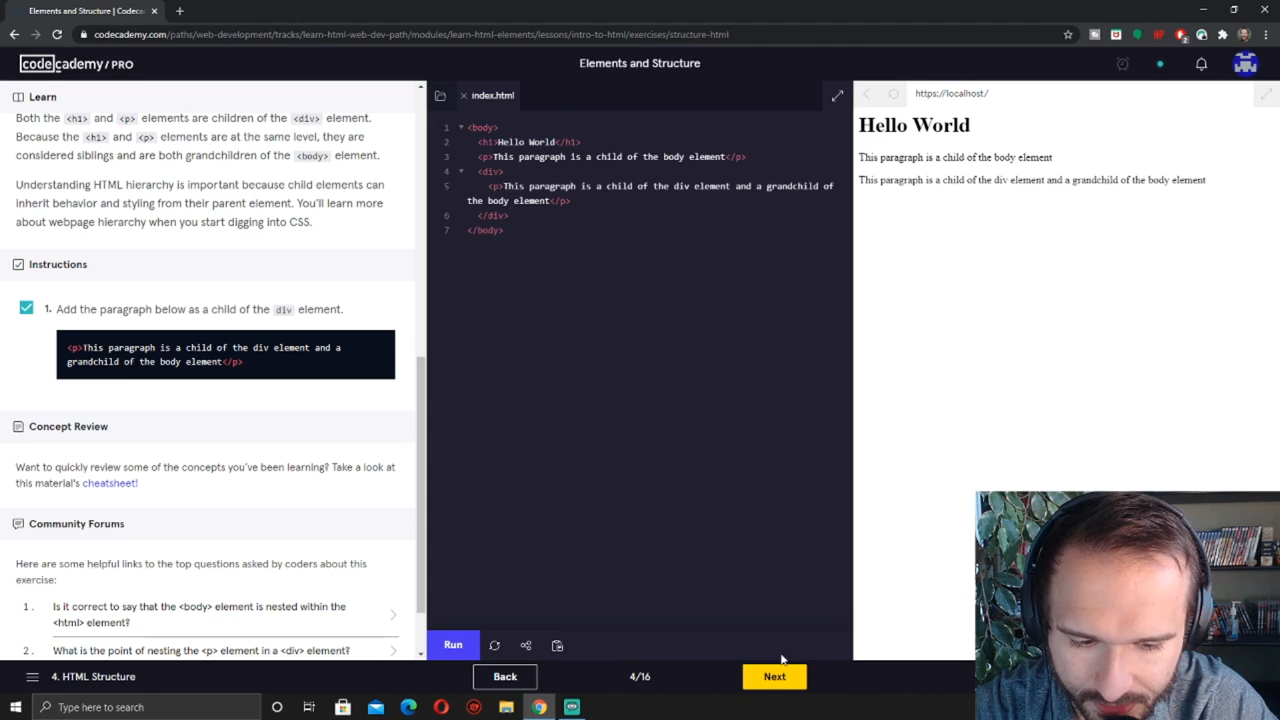 Elements and Structure | Codecac
codecademy.com/paths/web-development/tracks/learn-html-web-dev-path/modules/learn-html-elements/lessons/intro-to-html/exercises/structure-html
codecademy/PRO
Elements and Structure
Learn
Both the <h1> and <p> elements are children of the <div> element.
Because the <h1> and <p> elements are at the same level, they are
considered siblings and are both grandchildren of the <body> element.
Understanding HTML hierarchy is important because child elements can
inherit behavior and styling from their parent element. You'll learn more
about webpage hierarchy when you start digging into CSS.
Instructions
1. Add the paragraph below as a child of the div element.
<p>This paragraph is a child of the div element and a
grandchild of the body element</p>
Concept Review
Want to quickly review some of the concepts you've been learning? Take a look at
this material's cheatsheet!
Community Forums
Here are some helpful links to the top questions asked by coders about this
exercise:
1. Is it correct to say that the <body> element is nested within the
<html> element?
2. What is the point of nesting the <p> element in a <div> element?
index.html
1 <body>
2 <h1>Hello World</h1>
3 <p>This paragraph is a child of the body element</p>
4 <div>
5 <p>This paragraph is a child of the div element and a grandchild of
the body element</p>
6 </div>
7 </body>
Run
https://localhost/
Hello World
This paragraph is a child of the body element
This paragraph is a child of the div element and a grandchild of the body element
4. HTML Structure
Back
4/16
Next
Type here to search